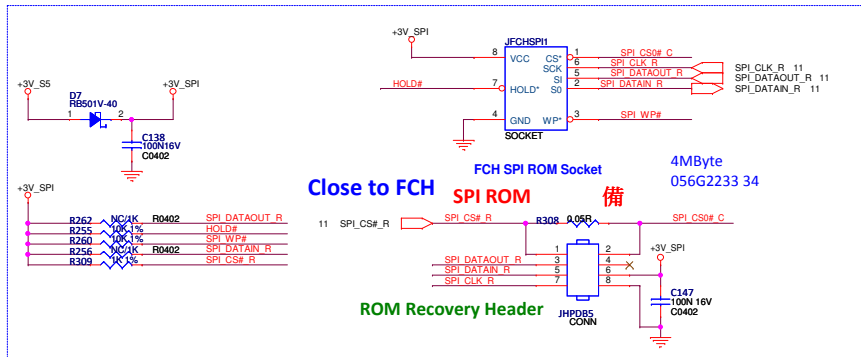 +3V_SPI
JFCHSPI1
8 VCC CS* 1 SPI_CS0#_C
SCK 6 SPI_CLK_R SPI_CLK_R 11
SI 5 SPI_DATAOUT_R SPI_DATAOUT_R 11
HOLD# 7 HOLD* S0 2 SPI_DATAIN_R SPI_DATAIN_R 11
4 GND WP* 3 SPI_WP#
SOCKET
+3V_S5
D7
RB501V-40
+3V_SPI
1 2
C138
100N16V
C0402
FCH SPI ROM Socket
4MByte
056G2233 34
Close to FCH
SPI ROM
備
+3V_SPI
R262 NC/1K R0402 SPI_DATAOUT_R
R255 10K 1% HOLD#
R260 10K 1% SPI_WP#
R256 NC/1K R0402 SPI_DATAIN_R
R309 1K 1% SPI_CS#_R
11 SPI_CS#_R SPI_CS#_R R308 0.05R SPI_CS0#_C
+3V_SPI
1 2
SPI_DATAOUT_R 3 4
SPI_DATAIN_R 5 6
SPI_CLK_R 7 8
C147
100N 16V
C0402
ROM Recovery Header
JHPDB5
CONN